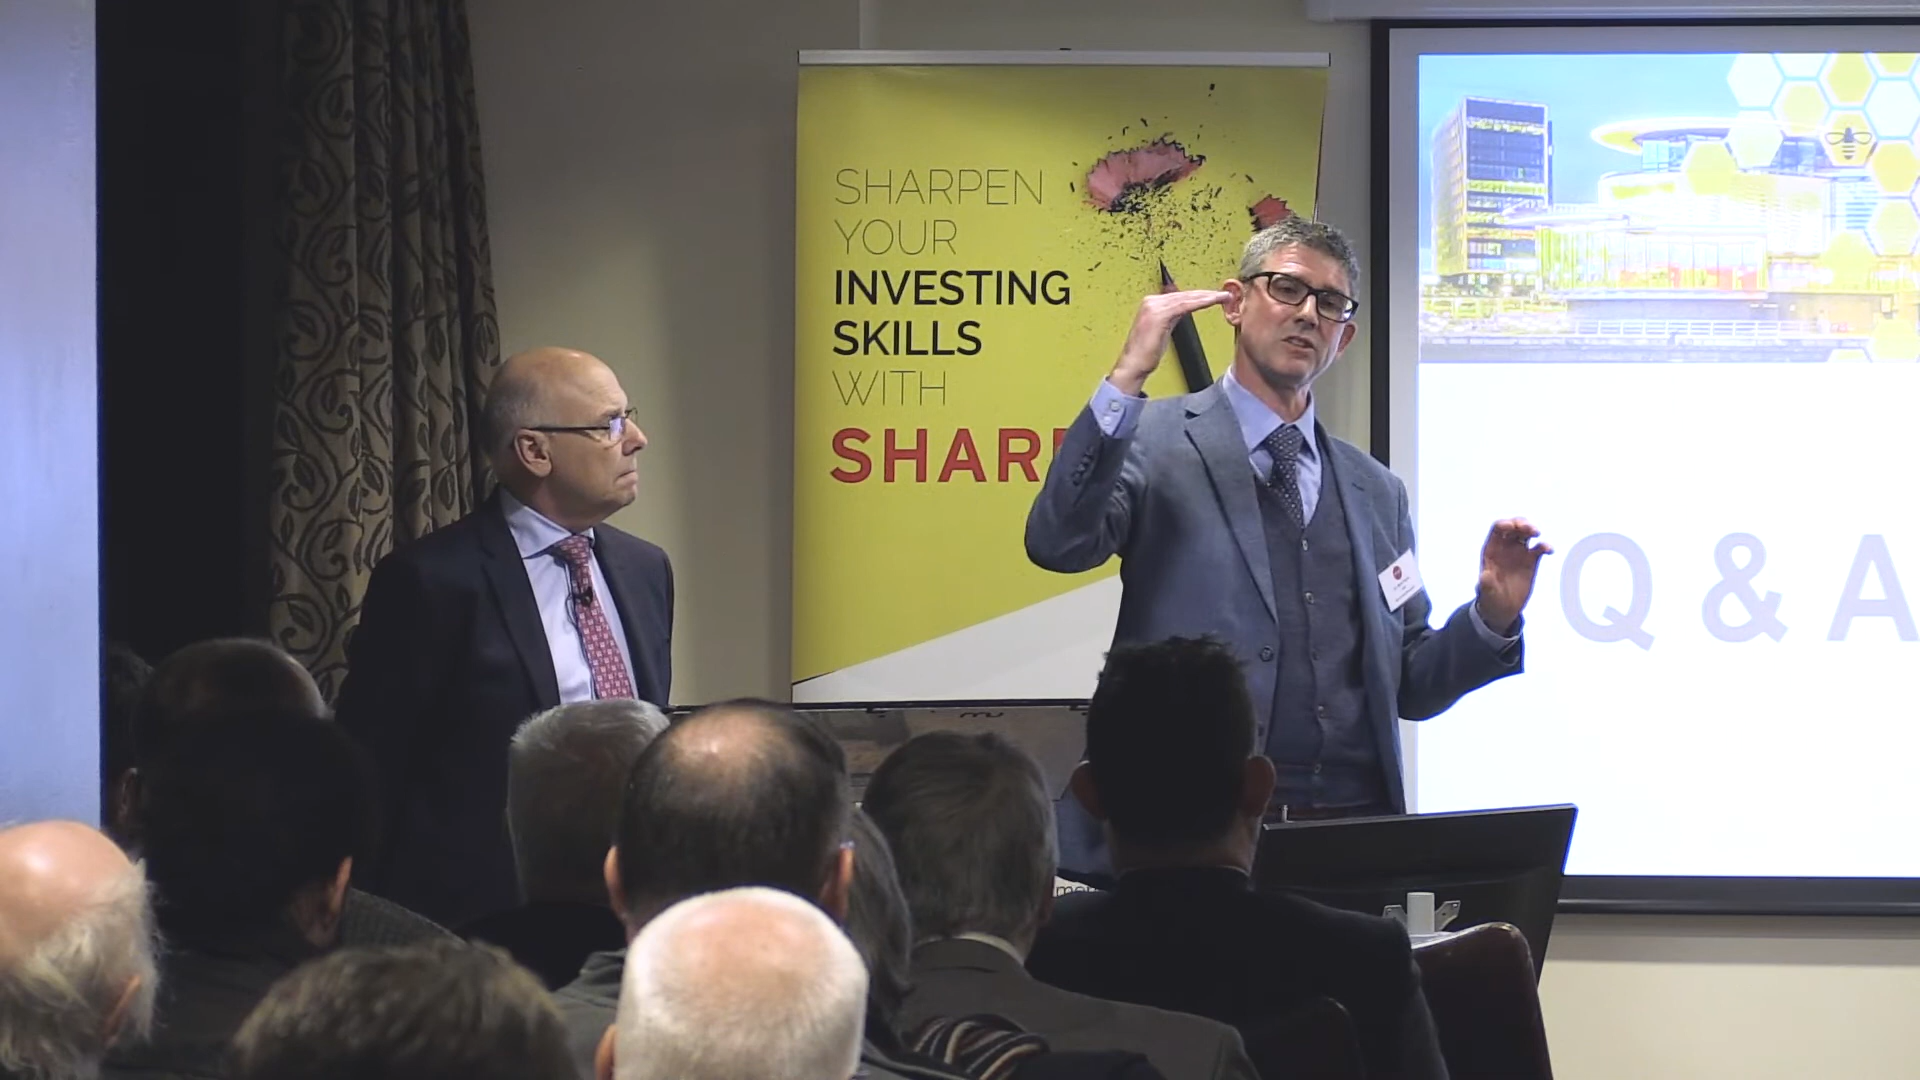 SHARPEN
YOUR
INVESTING
SKILLS
WITH
SHAR
Q & A